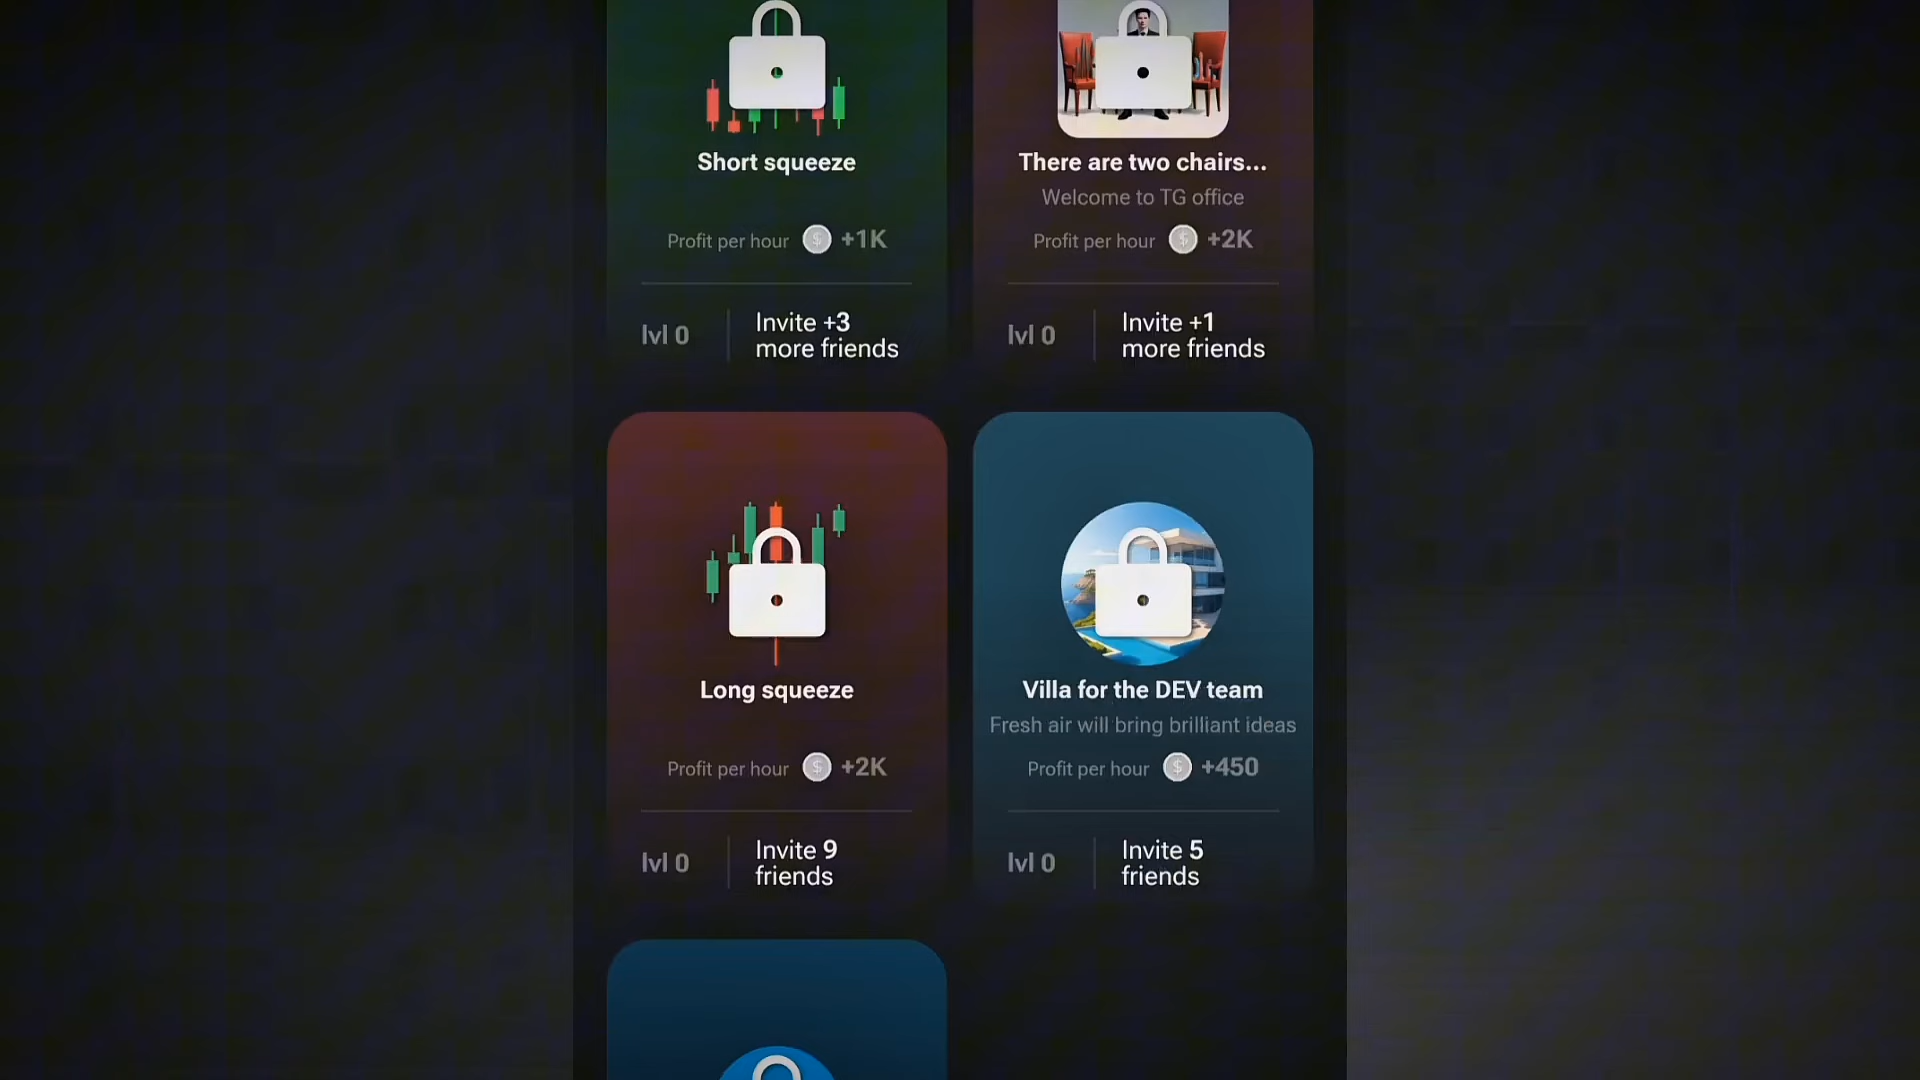 Short squeeze
Profit per hour $ +1K
lvl 0
Invite +3
more friends
There are two chairs...
Welcome to TG office
Profit per hour $ +2K
lvl 0
Invite +1
more friends
Long squeeze
Profit per hour $ +2K
lvl 0
Invite 9
friends
Villa for the DEV team
Fresh air will bring brilliant ideas
Profit per hour $ +450
lvl 0
Invite 5
friends